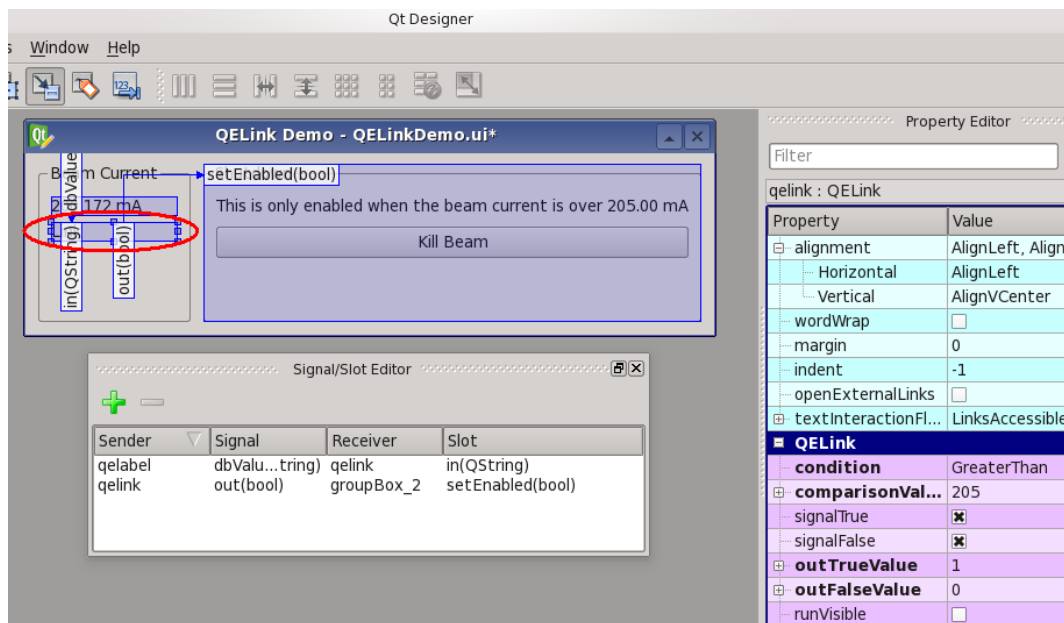 Qt Designer
s Window Help
123
Qt
QELink Demo - QELinkDemo.ui*
m Current
dbValue
setEnabled(bool)
172 mA
This is only enabled when the beam current is over 205.00 mA
Kill Beam
in(QString)
out(bool)
Signal/Slot Editor
Sender Signal Receiver Slot
qelabel dbValu...tring) qelink in(QString)
qelink out(bool) groupBox_2 setEnabled(bool)
Property Editor
Filter
qelink : QELink
Property Value
alignment AlignLeft, Align
Horizontal AlignLeft
Vertical AlignVCenter
wordWrap
margin 0
indent -1
openExternalLinks
textInteractionFl... LinksAccessible
QELink
condition GreaterThan
comparisonVal... 205
signalTrue
signalFalse
outTrueValue 1
outFalseValue 0
runVisible